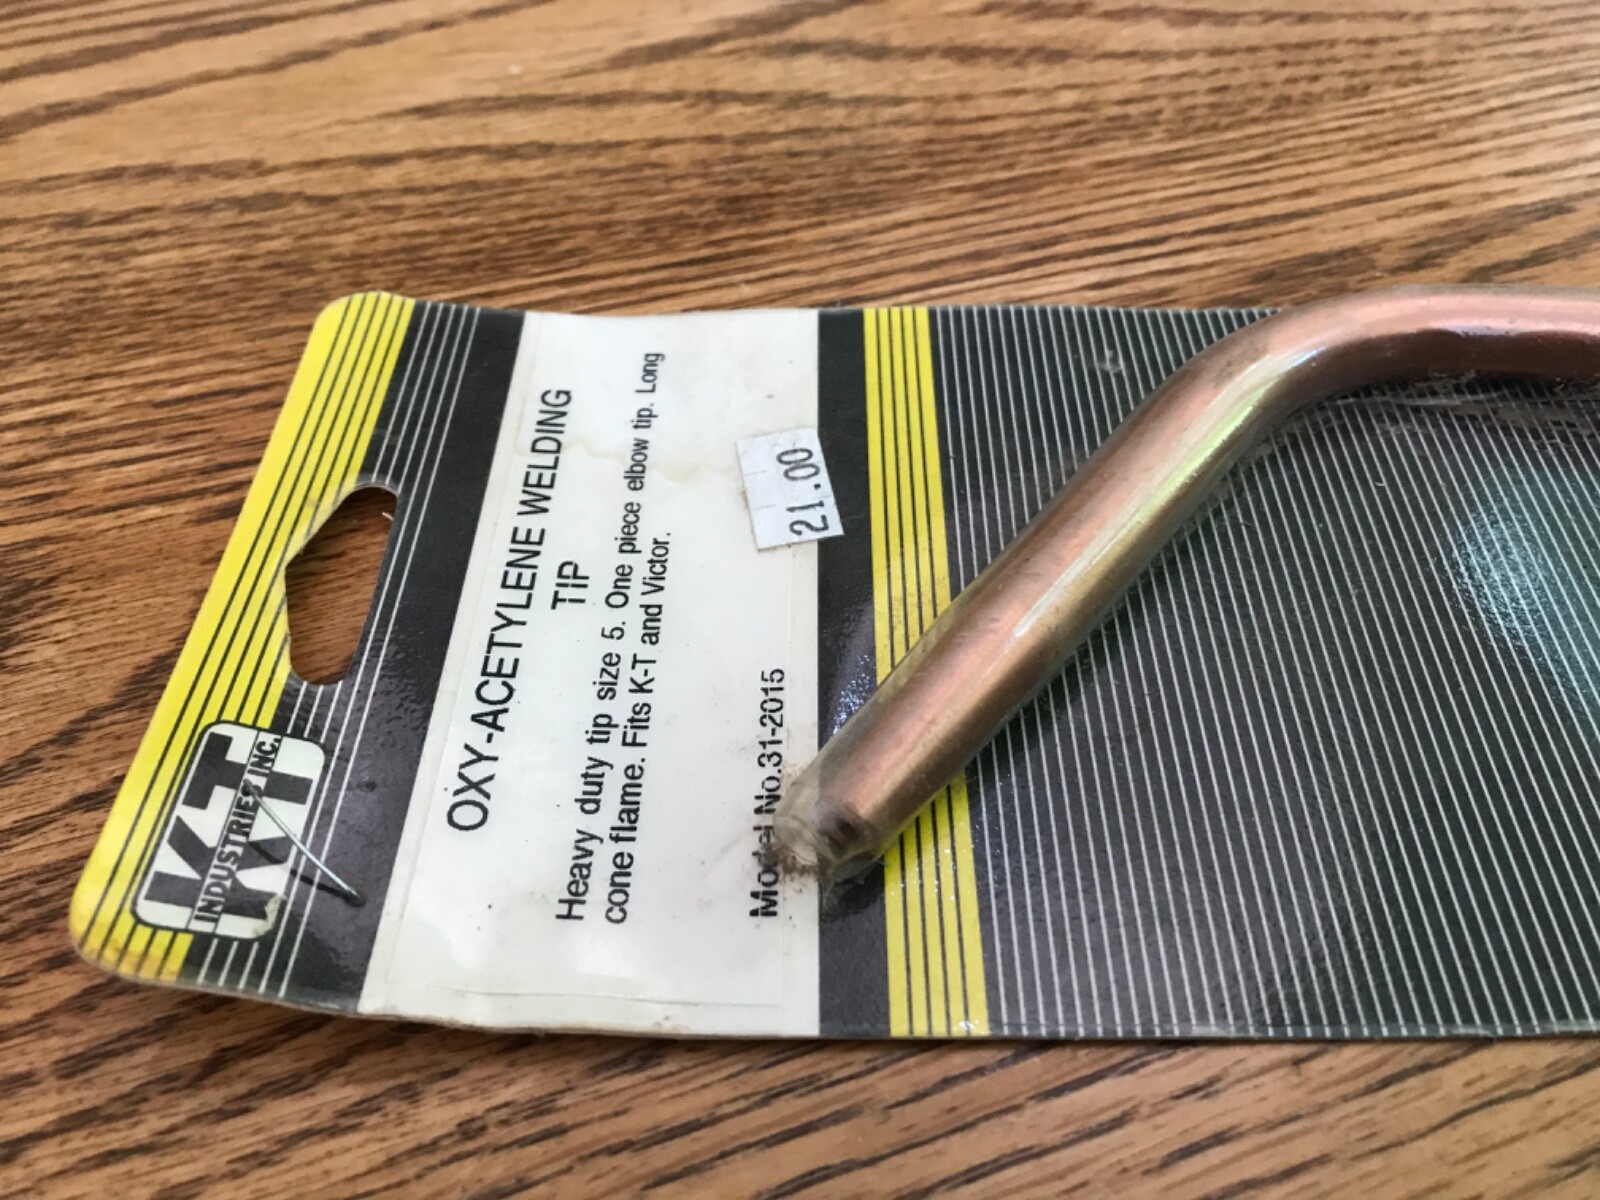 KT
INDUSTRIES INC.
OXY-ACETYLENE WELDING
TIP
Heavy duty tip size 5. One piece elbow tip. Long
cone flame. Fits K-T and Victor.
21.00
Model No.31-2015